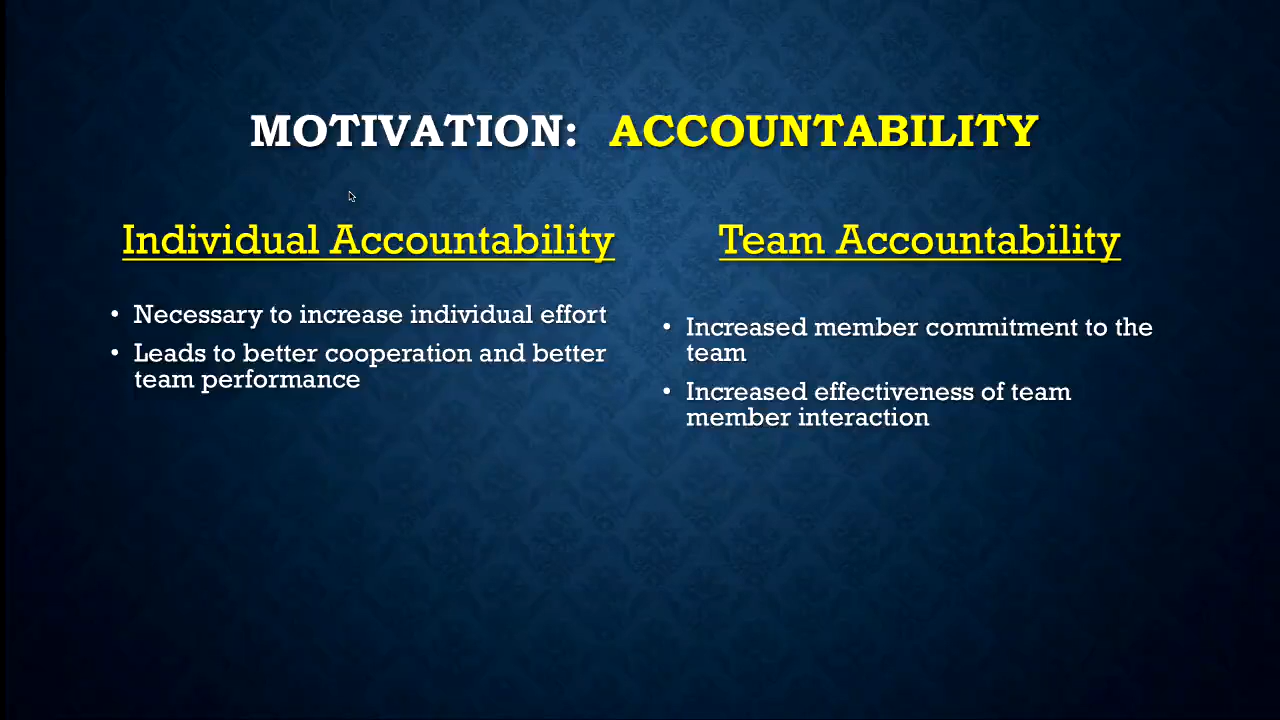 MOTIVATION: ACCOUNTABILITY
Individual Accountability
• Necessary to increase individual effort
• Leads to better cooperation and better
team performance
Team Accountability
• Increased member commitment to the
team
• Increased effectiveness of team
member interaction